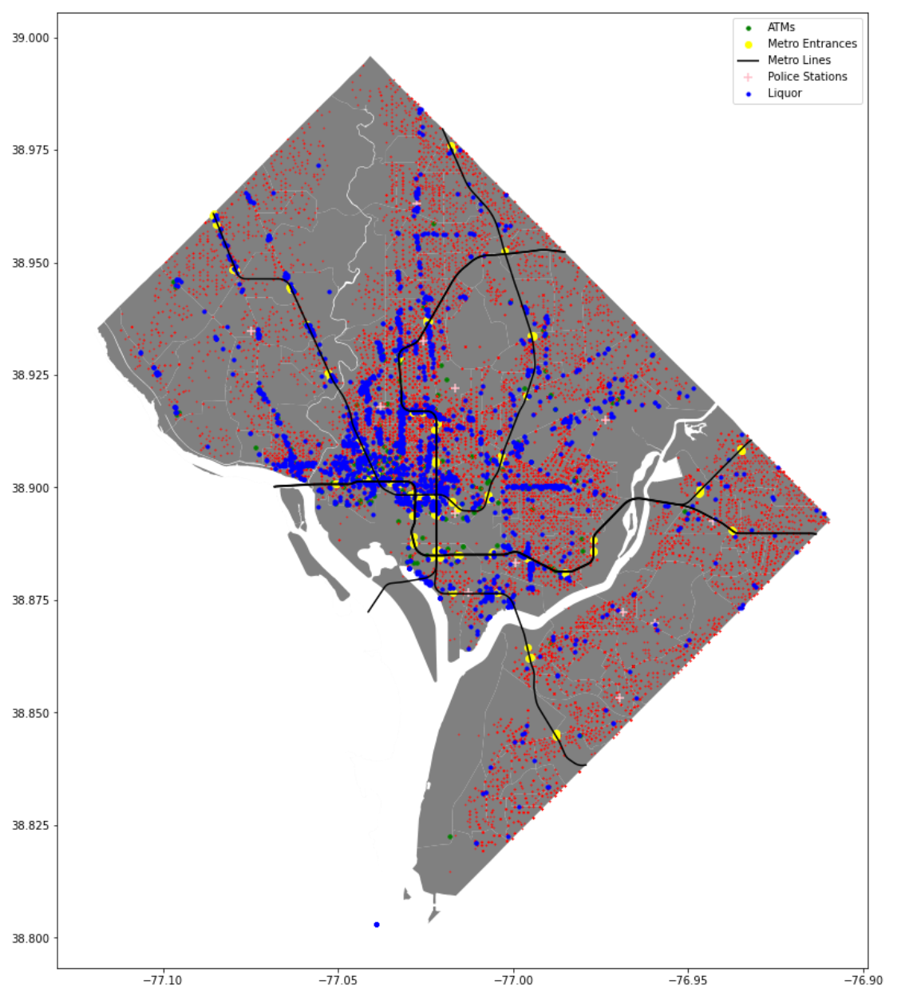 ATMs
Metro Entrances
Metro Lines
Police Stations
Liquor
39.000
38.975
38.950
38.925
38.900
38.875
38.850
38.825
38.800
−77.10 −77.05 −77.00 −76.95 −76.90